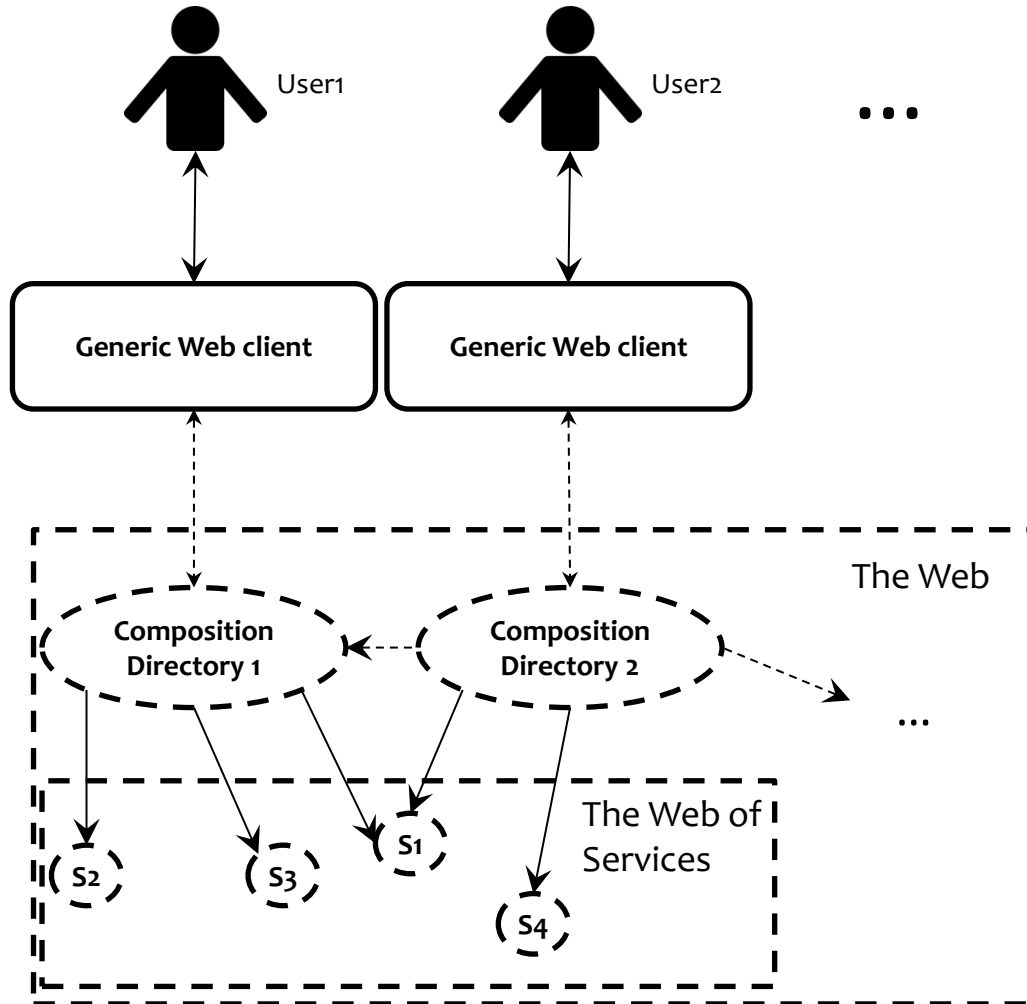 User1
User2
...
Generic Web client
Generic Web client
The Web
Composition
Directory 1
Composition
Directory 2
...
The Web of
Services
S1
S2
S3
S4